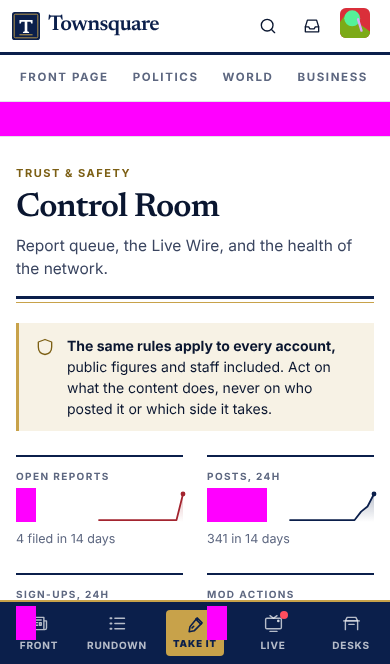 T Townsquare
FRONT PAGE POLITICS WORLD BUSINESS
TRUST & SAFETY
Control Room
Report queue, the Live Wire, and the health of
the network.
The same rules apply to every account,
public figures and staff included. Act on
what the content does, never on who
posted it or which side it takes.
OPEN REPORTS POSTS, 24H
4 filed in 14 days 341 in 14 days
SIGN-UPS, 24H MOD ACTIONS
FRONT RUNDOWN TAKE IT LIVE DESKS